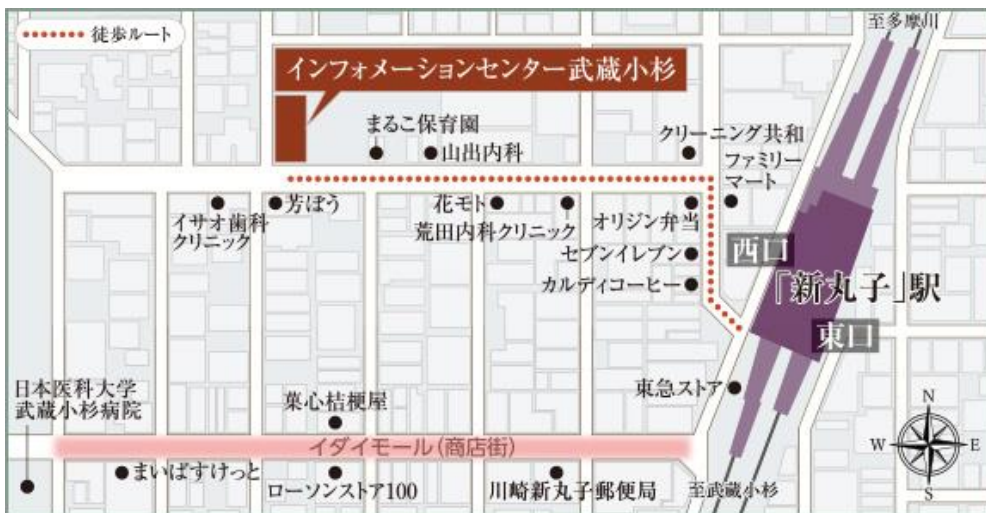 至多摩川
徒歩ルート
インフォメーションセンター武蔵小杉
まるこ保育園
山出内科
クリーニング共和
ファミリー
マート
イサオ歯科
クリニック
芳ぼう
花モト
荒田内科クリニック
オリジン弁当
セブンイレブン
カルディコーヒー
西口
「新丸子」駅
東口
東急ストア
日本医科大学
武蔵小杉病院
菓心桔梗屋
イダイモール(商店街)
まいばすけっと
ローソンストア100
川崎新丸子郵便局
至武蔵小杉
N
W
E
S